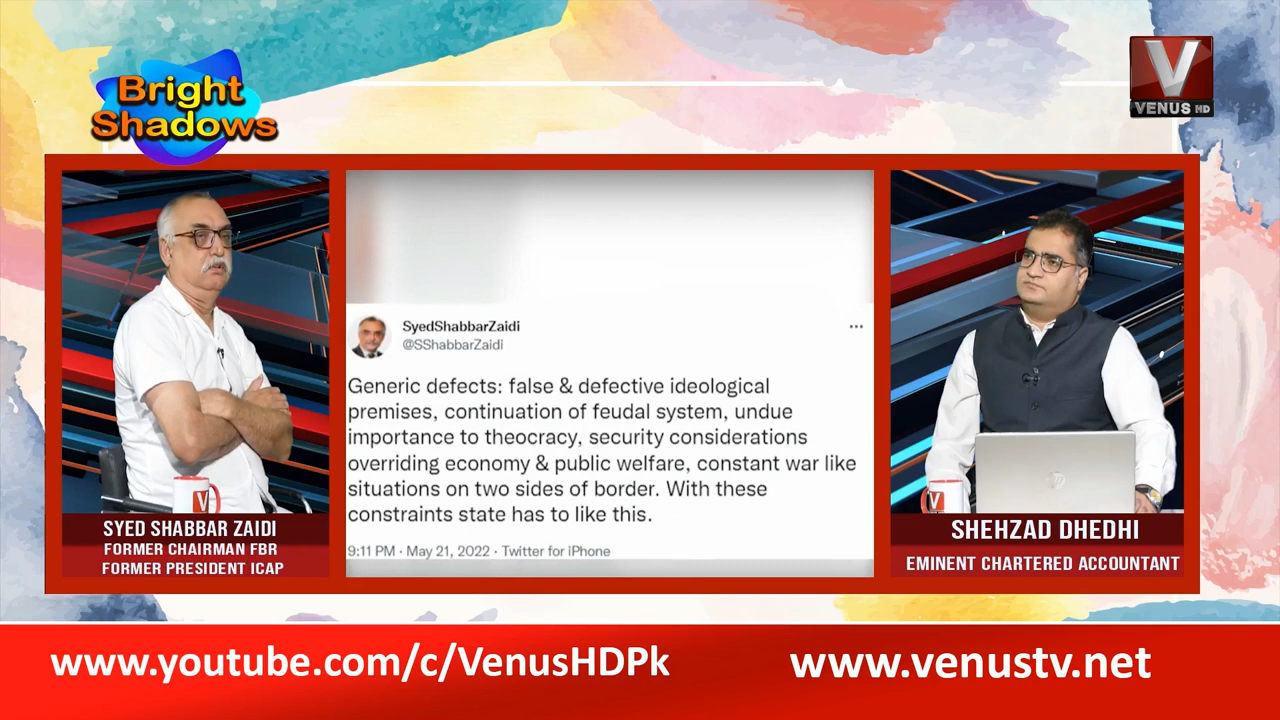 Bright
Shadows
V
VENUS HD
SyedShabbarZaidi
@SShabbarZaidi
Generic defects: false & defective ideological
premises, continuation of feudal system, undue
importance to theocracy, security considerations
overriding economy & public welfare, constant war like
situations on two sides of border. With these
constraints state has to like this.
9:11 PM · May 21, 2022 · Twitter for iPhone
V
SYED SHABBAR ZAIDI
FORMER CHAIRMAN FBR
FORMER PRESIDENT ICAP
V
hp
SHEHZAD DHEDHI
EMINENT CHARTERED ACCOUNTANT
www.youtube.com/c/VenusHDPk
www.venustv.net